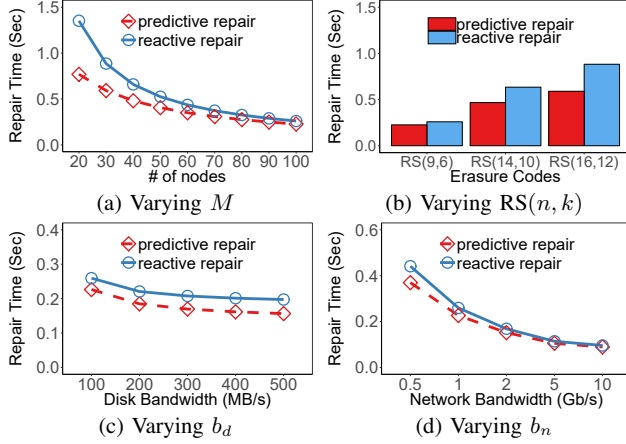 predictive repair
reactive repair
Repair Time (Sec)
1.5
1.0
0.5
0.0
20 30 40 50 60 70 80 90 100
# of nodes
(a) Varying M
predictive repair
reactive repair
Repair Time (Sec)
1.5
1.0
0.5
0.0
RS(9,6) RS(14,10) RS(16,12)
Erasure Codes
(b) Varying RS(n, k)
predictive repair
reactive repair
Repair Time (Sec)
0.4
0.3
0.2
0.1
0.0
100 200 300 400 500
Disk Bandwidth (MB/s)
(c) Varying b_d
predictive repair
reactive repair
Repair Time (Sec)
0.6
0.4
0.2
0.0
0.5 1 2 5 10
Network Bandwidth (Gb/s)
(d) Varying b_n